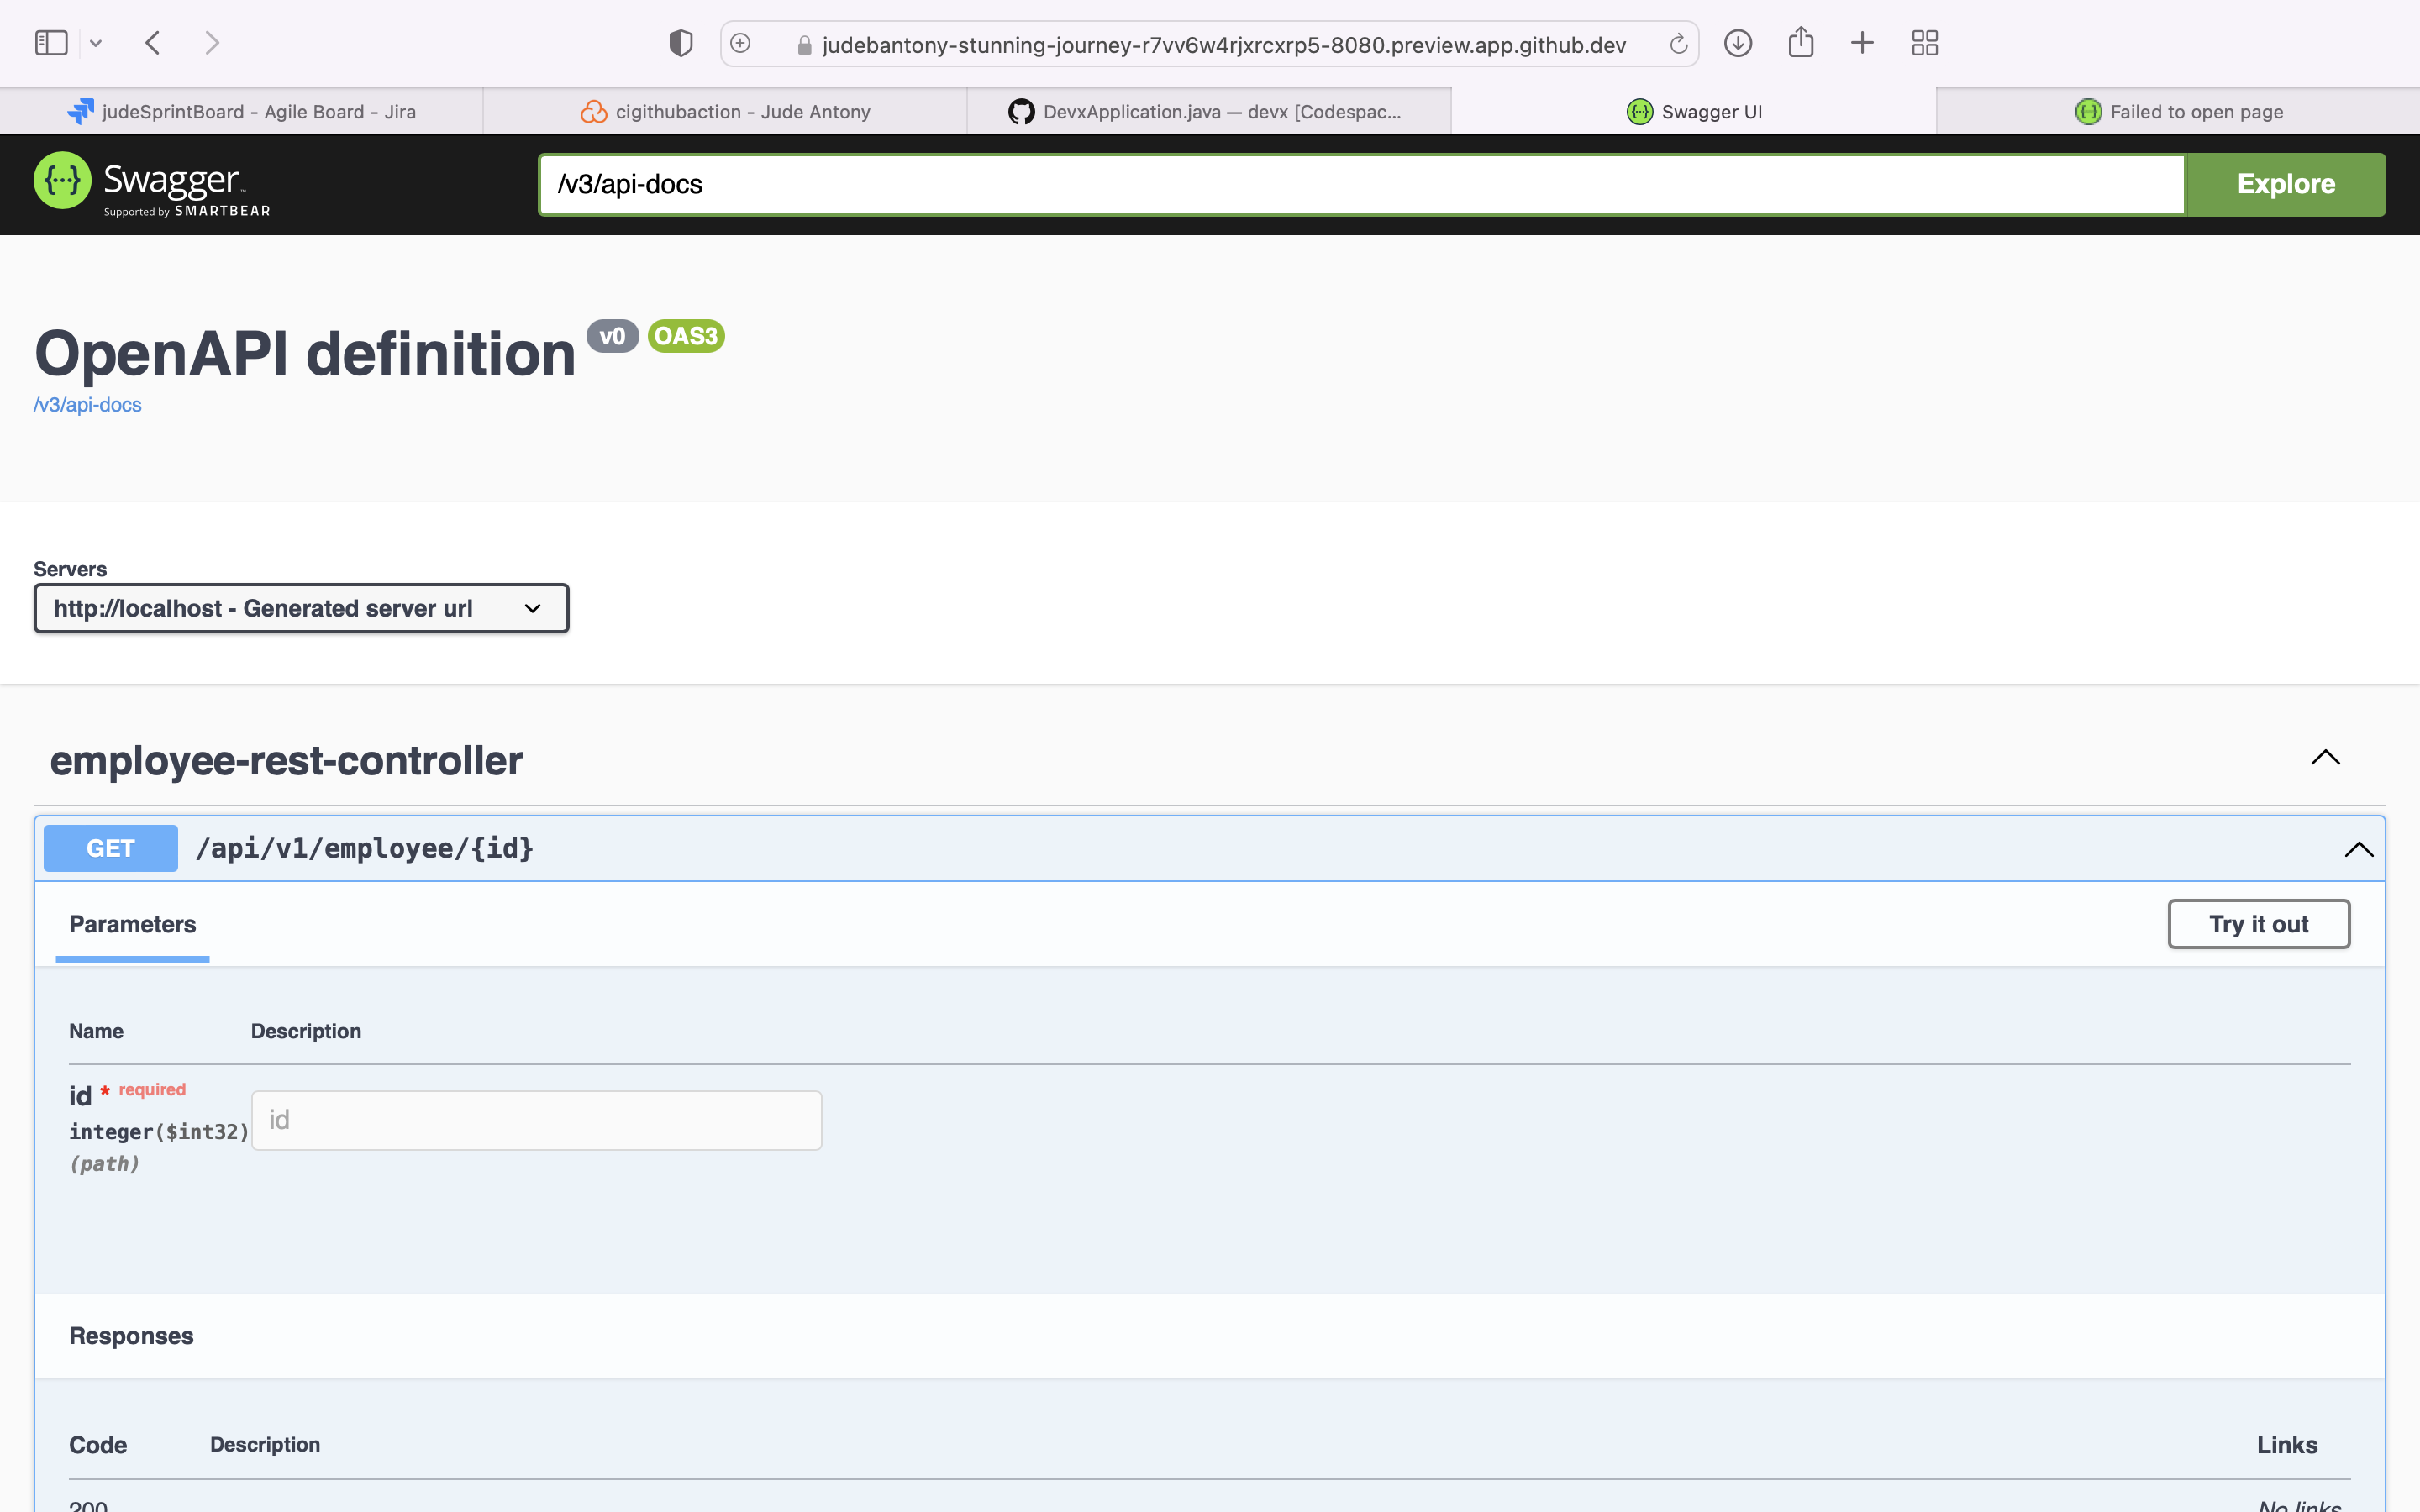 judebantony-stunning-journey-r7vv6w4rjxrcxrp5-8080.preview.app.github.dev
judeSprintBoard - Agile Board - Jira
cigithubaction - Jude Antony
DevxApplication.java — devx [Codespac...
Swagger UI
Failed to open page
Swagger™
Supported by SMARTBEAR
/v3/api-docs
Explore
OpenAPI definition v0 OAS3
/v3/api-docs
Servers
http://localhost - Generated server url
employee-rest-controller
GET /api/v1/employee/{id}
Parameters
Try it out
Name Description
id * required
id
integer($int32)
(path)
Responses
Code Description Links
200 No links